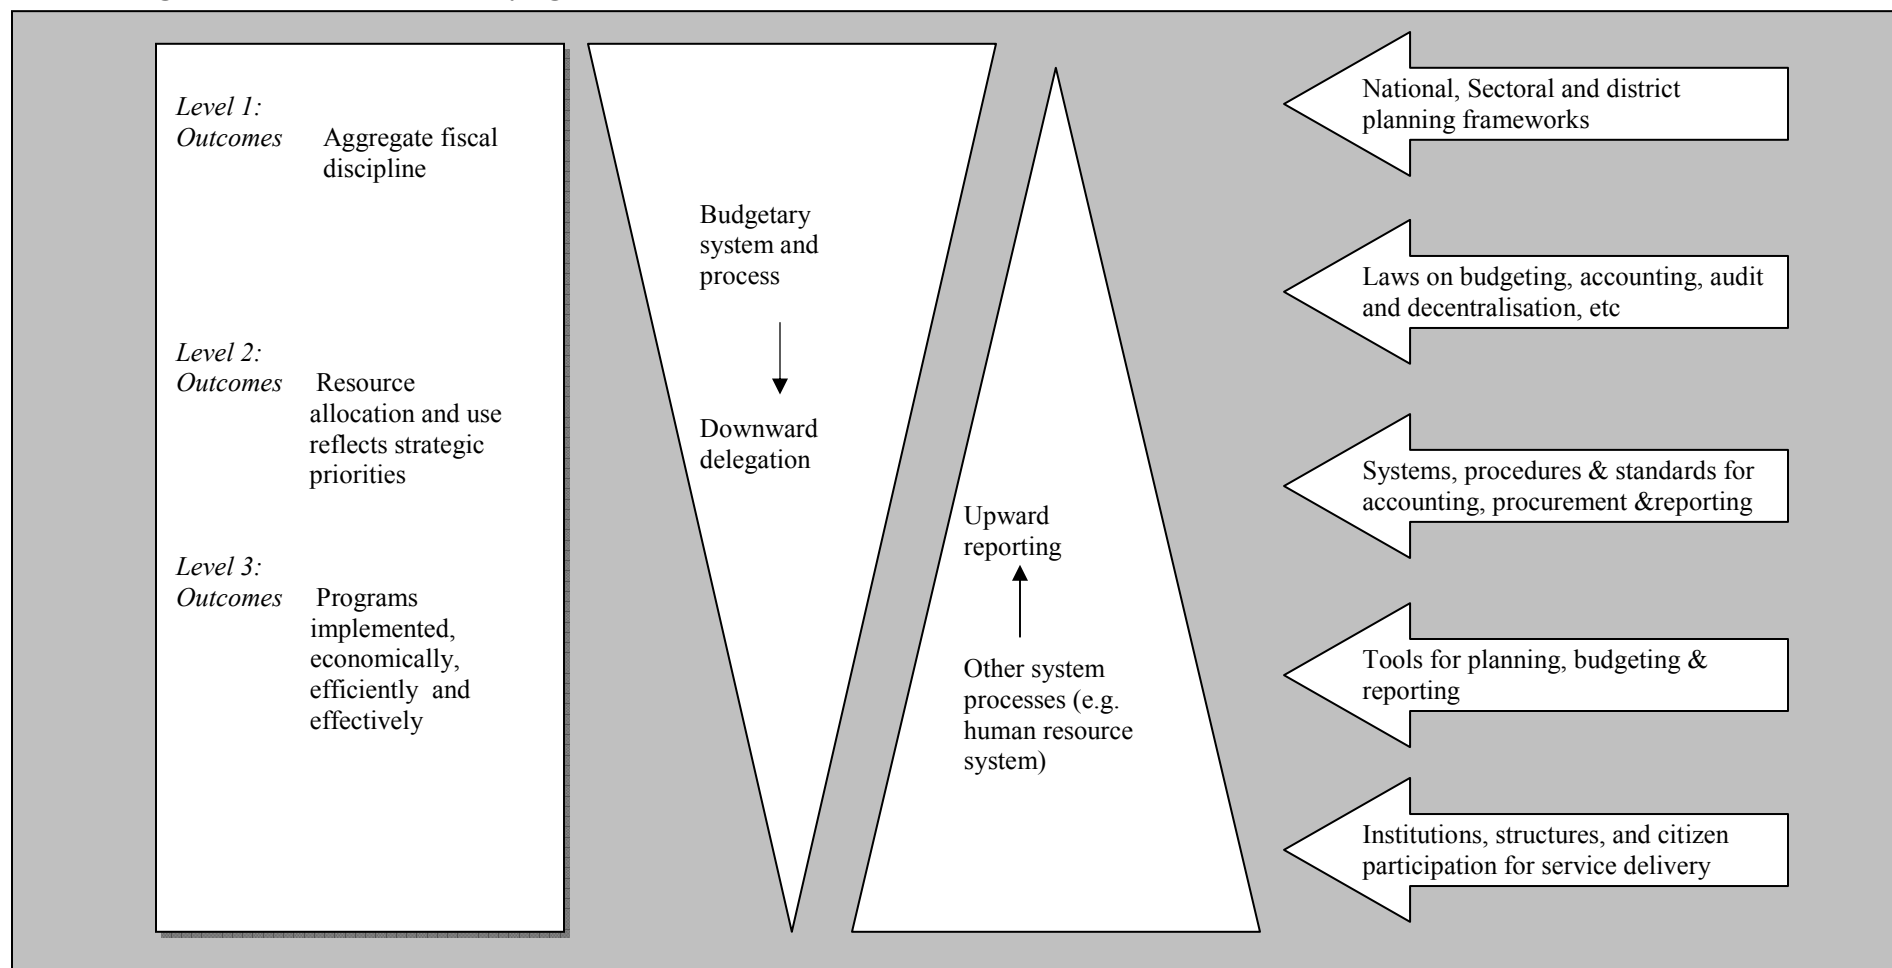 Level 1:
Outcomes Aggregate fiscal
discipline
Level 2:
Outcomes Resource
allocation and use
reflects strategic
priorities
Level 3:
Outcomes Programs
implemented,
economically,
efficiently and
effectively
Budgetary
system and
process
Downward
delegation
Upward
reporting
Other system
processes (e.g.
human resource
system)
National, Sectoral and district
planning frameworks
Laws on budgeting, accounting, audit
and decentralisation, etc
Systems, procedures & standards for
accounting, procurement &reporting
Tools for planning, budgeting &
reporting
Institutions, structures, and citizen
participation for service delivery